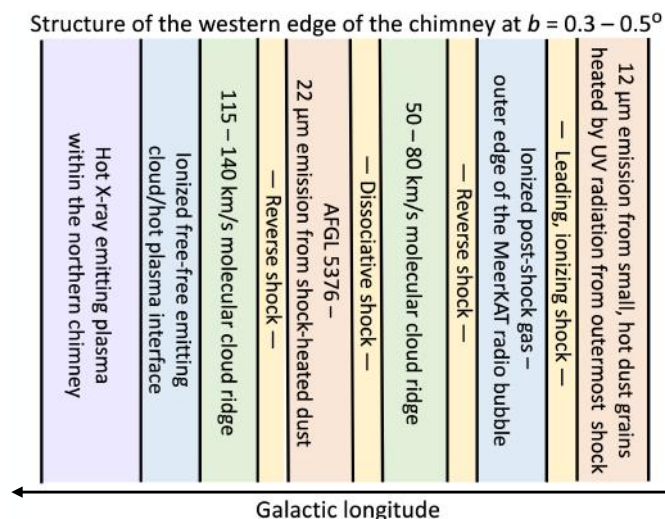 Structure of the western edge of the chimney at b = 0.3 – 0.5⁰
Hot X-ray emitting plasma
within the northern chimney
Ionized free-free emitting
cloud/hot plasma interface
115 – 140 km/s molecular cloud ridge
— Reverse shock —
AFGL 5376 –
22 µm emission from shock-heated dust
— Dissociative shock —
50 – 80 km/s molecular cloud ridge
— Reverse shock —
Ionized post-shock gas –
outer edge of the MeerKAT radio bubble
— Leading, ionizing shock —
12 µm emission from small, hot dust grains
heated by UV radiation from outermost shock
Galactic longitude